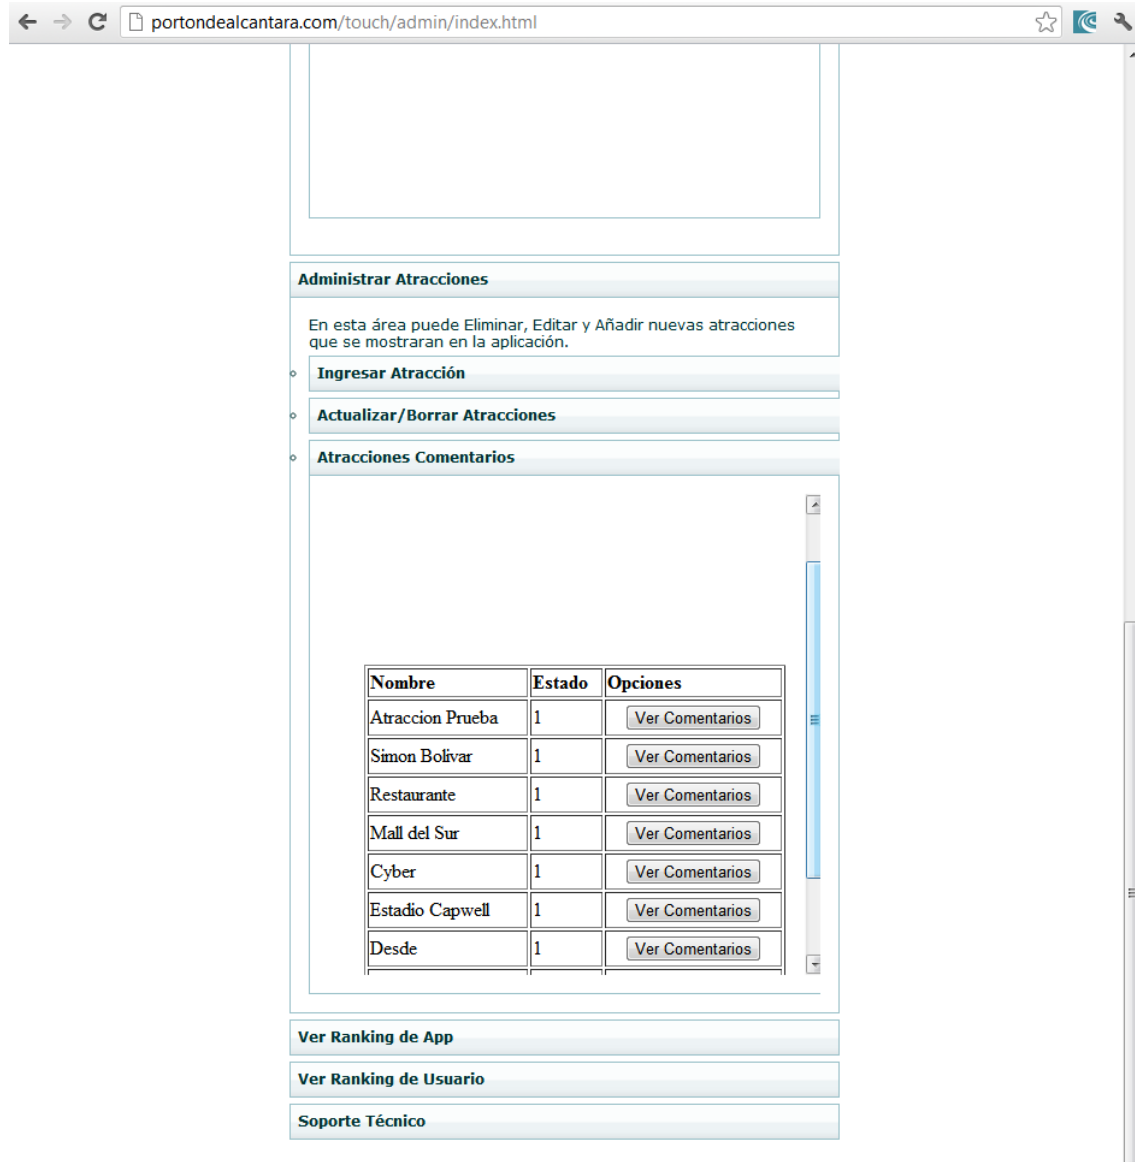 portondealcantara.com/touch/admin/index.html
Administrar Atracciones
En esta área puede Eliminar, Editar y Añadir nuevas atracciones
que se mostraran en la aplicación.
Ingresar Atracción
Actualizar/Borrar Atracciones
Atracciones Comentarios
Nombre Estado Opciones
Atraccion Prueba 1 Ver Comentarios
Simon Bolivar 1 Ver Comentarios
Restaurante 1 Ver Comentarios
Mall del Sur 1 Ver Comentarios
Cyber 1 Ver Comentarios
Estadio Capwell 1 Ver Comentarios
Desde 1 Ver Comentarios
Ver Ranking de App
Ver Ranking de Usuario
Soporte Técnico